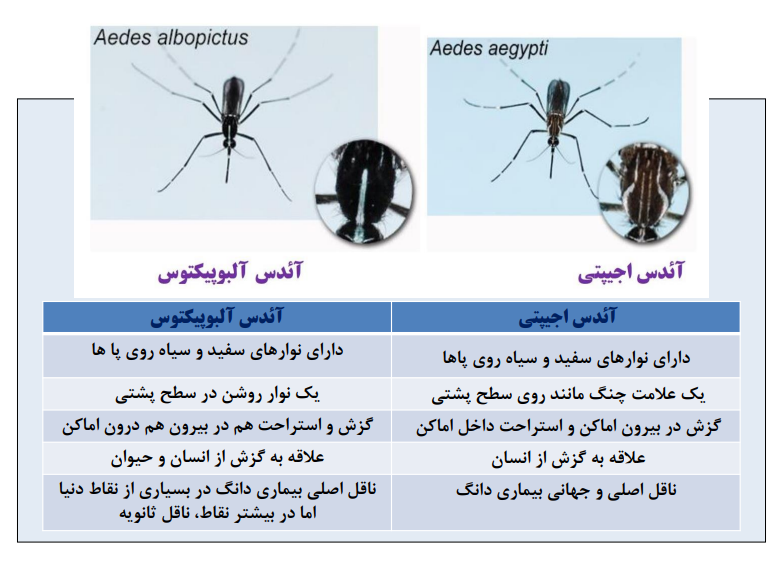 Aedes albopictus
Aedes aegypti
آئدس اجیپتی
آئدس آلبوپیکتوس
آئدس اجیپتی
آئدس آلبوپیکتوس
دارای نوارهای سفید و سیاه روی پاها
دارای نوارهای سفید و سیاه روی پا ها
یک علامت چنگ مانند روی سطح پشتی
یک نوار روشن در سطح پشتی
گزش در بیرون اماکن و استراحت داخل اماکن
گزش و استراحت هم در بیرون هم درون اماکن
علاقه به گزش از انسان
علاقه به گزش از انسان و حیوان
ناقل اصلی و جهانی بیماری دانگ
ناقل اصلی بیماری دانگ در بسیاری از نقاط دنیا
اما در بیشتر نقاط، ناقل ثانویه